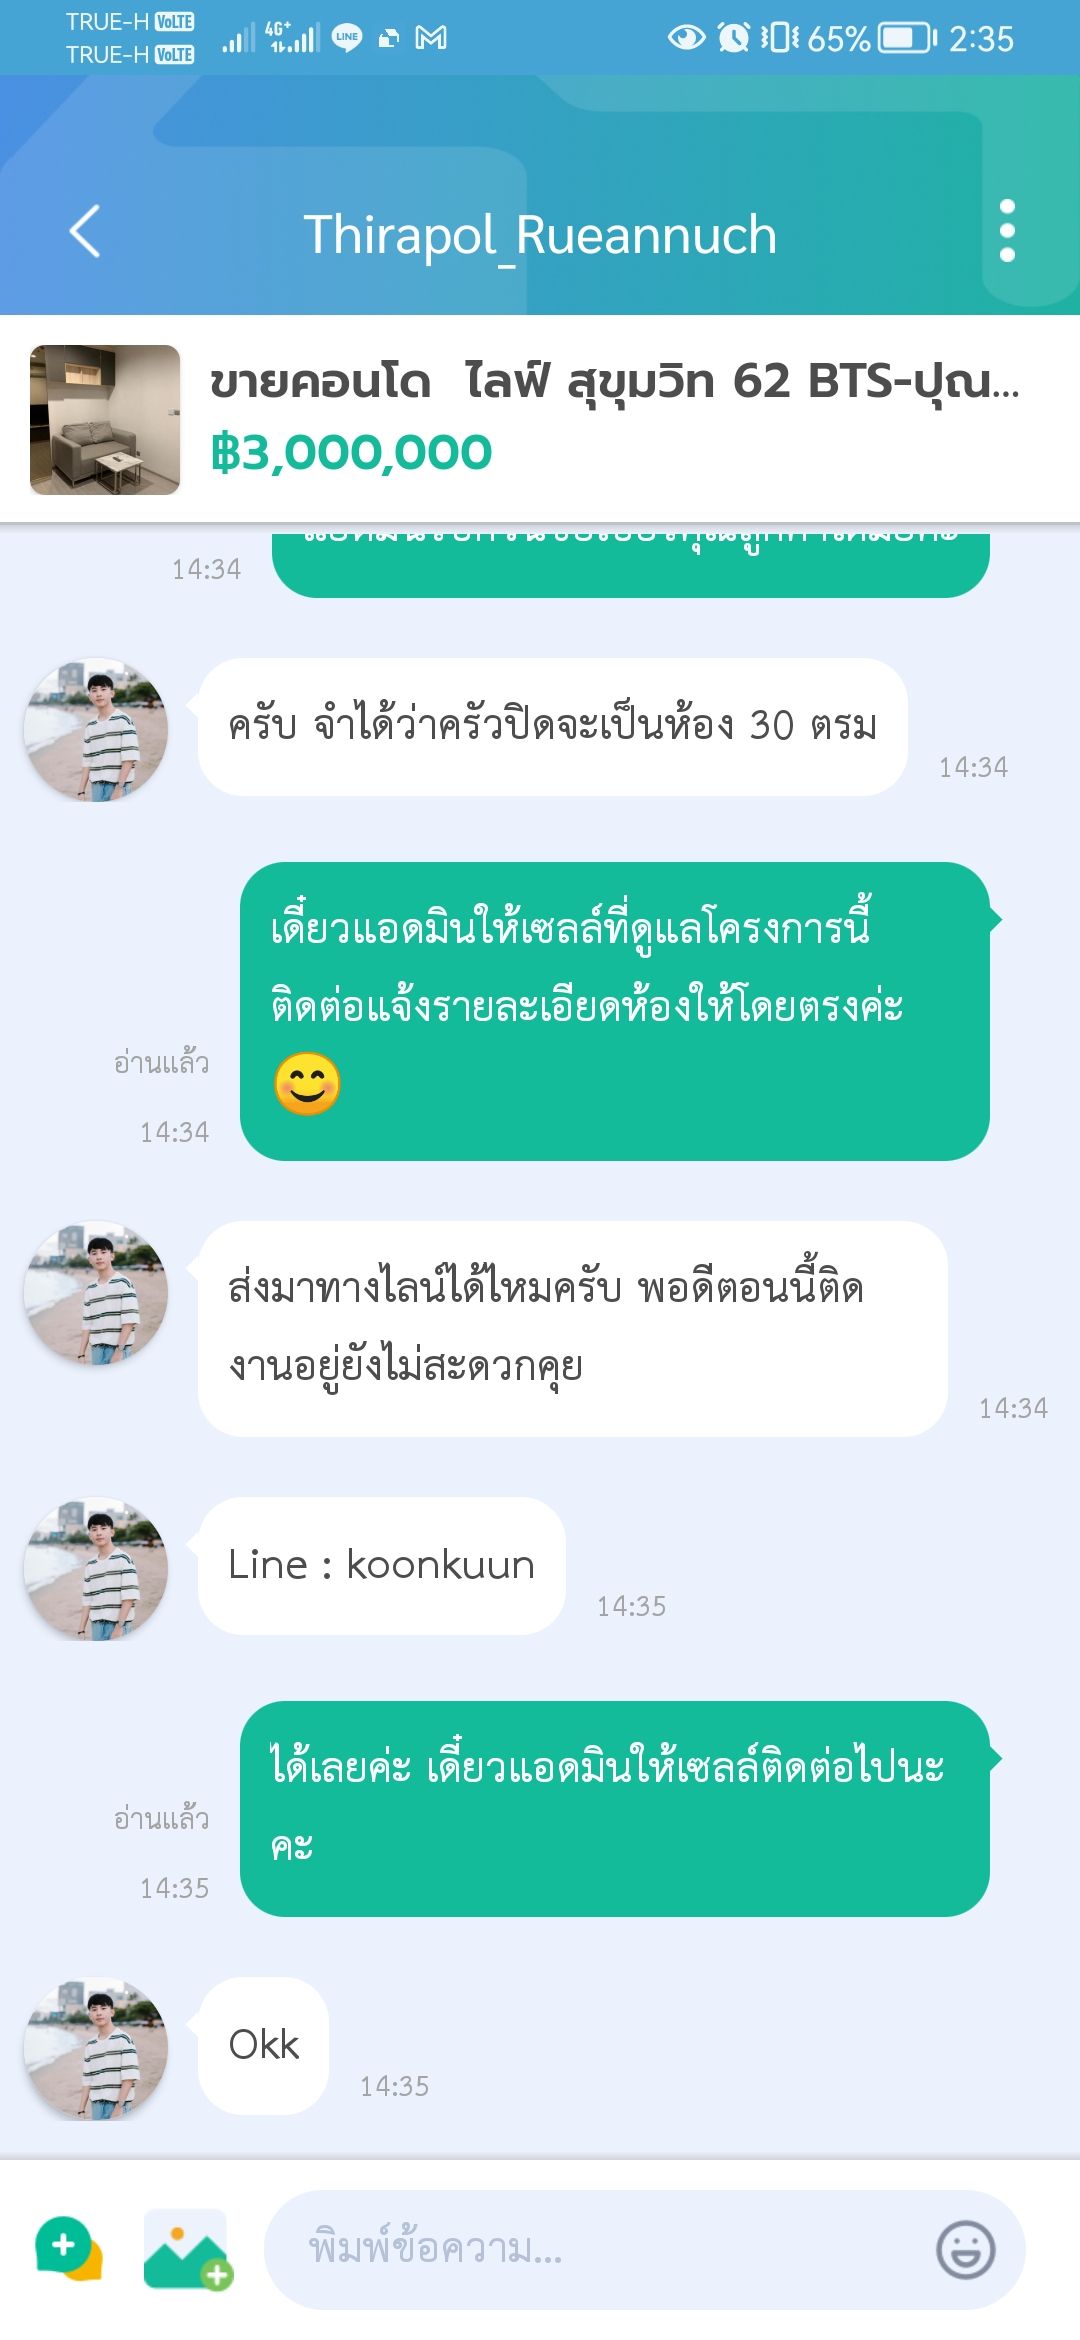 TRUE-H VoLTE
TRUE-H VoLTE
4G+
LINE
65%
2:35
Thirapol_Rueannuch
ขายคอนโด ไลฟ์ สุขุมวิท 62 BTS-ปุณ...
฿3,000,000
14:34
ครับ จำได้ว่าครัวปิดจะเป็นห้อง 30 ตรม
14:34
เดี๋ยวแอดมินให้เซลล์ที่ดูแลโครงการนี้
ติดต่อแจ้งรายละเอียดห้องให้โดยตรงค่ะ
😊
อ่านแล้ว
14:34
ส่งมาทางไลน์ได้ไหมครับ พอดีตอนนี้ติด
งานอยู่ยังไม่สะดวกคุย
14:34
Line : koonkuun
14:35
ได้เลยค่ะ เดี๋ยวแอดมินให้เซลล์ติดต่อไปนะ
คะ
อ่านแล้ว
14:35
Okk
14:35
พิมพ์ข้อความ...